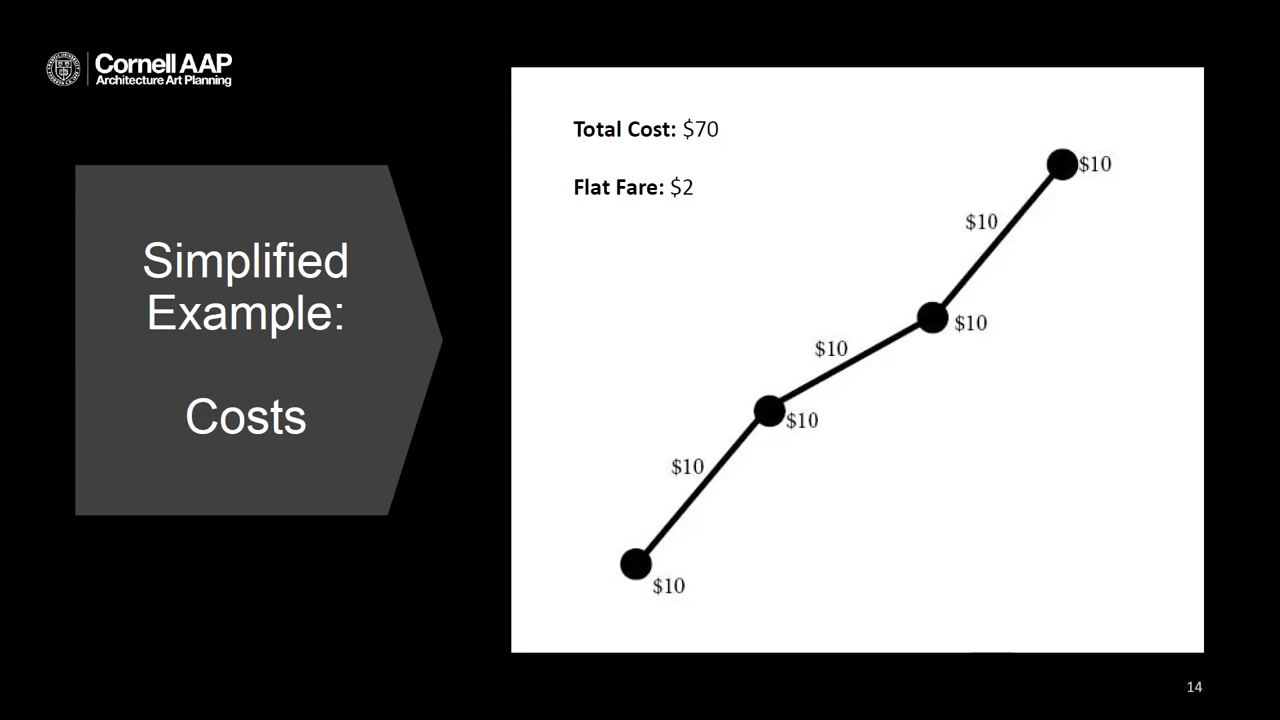 Cornell AAP
Architecture Art Planning
Simplified
Example:
Costs
Total Cost: $70
Flat Fare: $2
$10
$10
$10
$10
$10
$10
$10
14